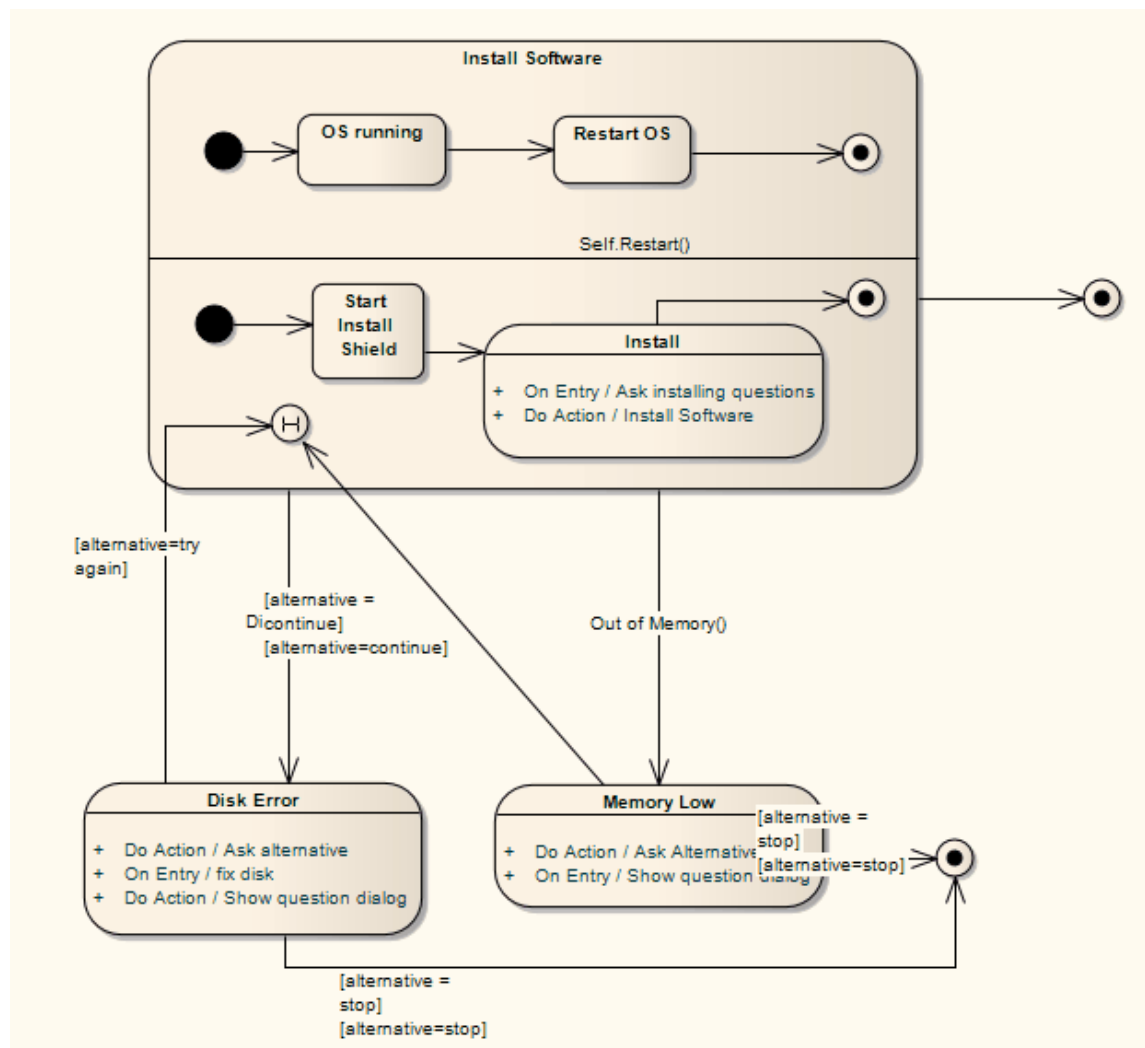 Install Software
OS running
Restart OS
Self.Restart()
Start
Install
Shield
Install
+ On Entry / Ask installing questions
+ Do Action / Install Software
H
[alternative=try
again]
[alternative =
continue]
[alternative=continue]
Out of Memory()
Disk Error
+ Do Action / Ask alternative
+ On Entry / fix disk
+ Do Action / Show question dialog
Memory Low
+ Do Action / Ask Alternative
+ On Entry / Show question dialog
[alternative =
stop]
[alternative=stop]
[alternative =
stop]
[alternative=stop]